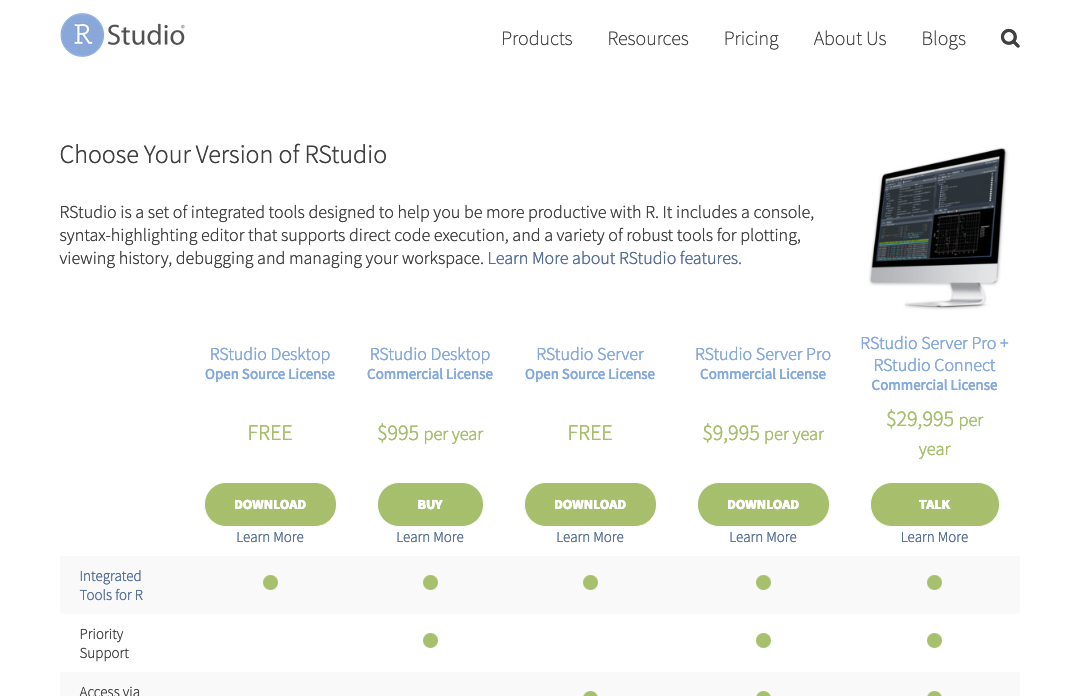 R Studio®
Products Resources Pricing About Us Blogs
Choose Your Version of RStudio
RStudio is a set of integrated tools designed to help you be more productive with R. It includes a console,
syntax-highlighting editor that supports direct code execution, and a variety of robust tools for plotting,
viewing history, debugging and managing your workspace. Learn More about RStudio features.
RStudio Desktop
Open Source License
FREE
DOWNLOAD
Learn More
RStudio Desktop
Commercial License
$995 per year
BUY
Learn More
RStudio Server
Open Source License
FREE
DOWNLOAD
Learn More
RStudio Server Pro
Commercial License
$9,995 per year
DOWNLOAD
Learn More
RStudio Server Pro +
RStudio Connect
Commercial License
$29,995 per
year
TALK
Learn More
Integrated
Tools for R
Priority
Support
Access via